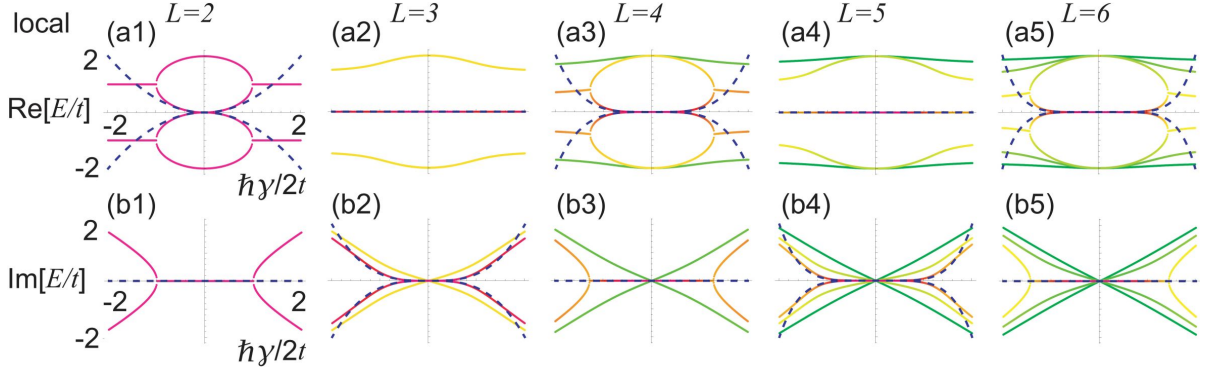 local L=2 L=3 L=4 L=5 L=6
(a1) (a2) (a3) (a4) (a5)
2
Re[E/t]
-2 2
-2
ħγ/2t
(b1) (b2) (b3) (b4) (b5)
2
Im[E/t]
-2 2
-2
ħγ/2t